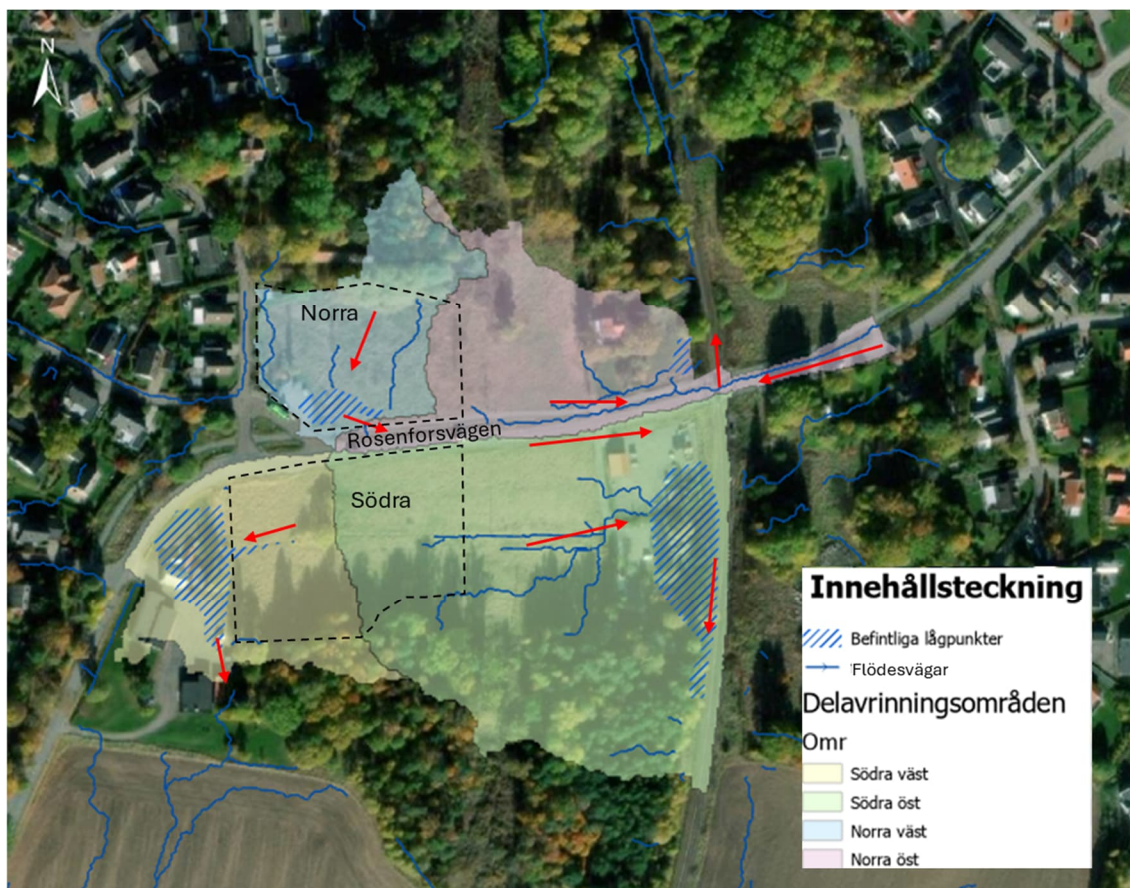 N
Norra
Rosenforsvägen
Södra
Innehållsteckning
Befintliga lågpunkter
Flödesvägar
Delavrinningsområden
Omr
Södra väst
Södra öst
Norra väst
Norra öst